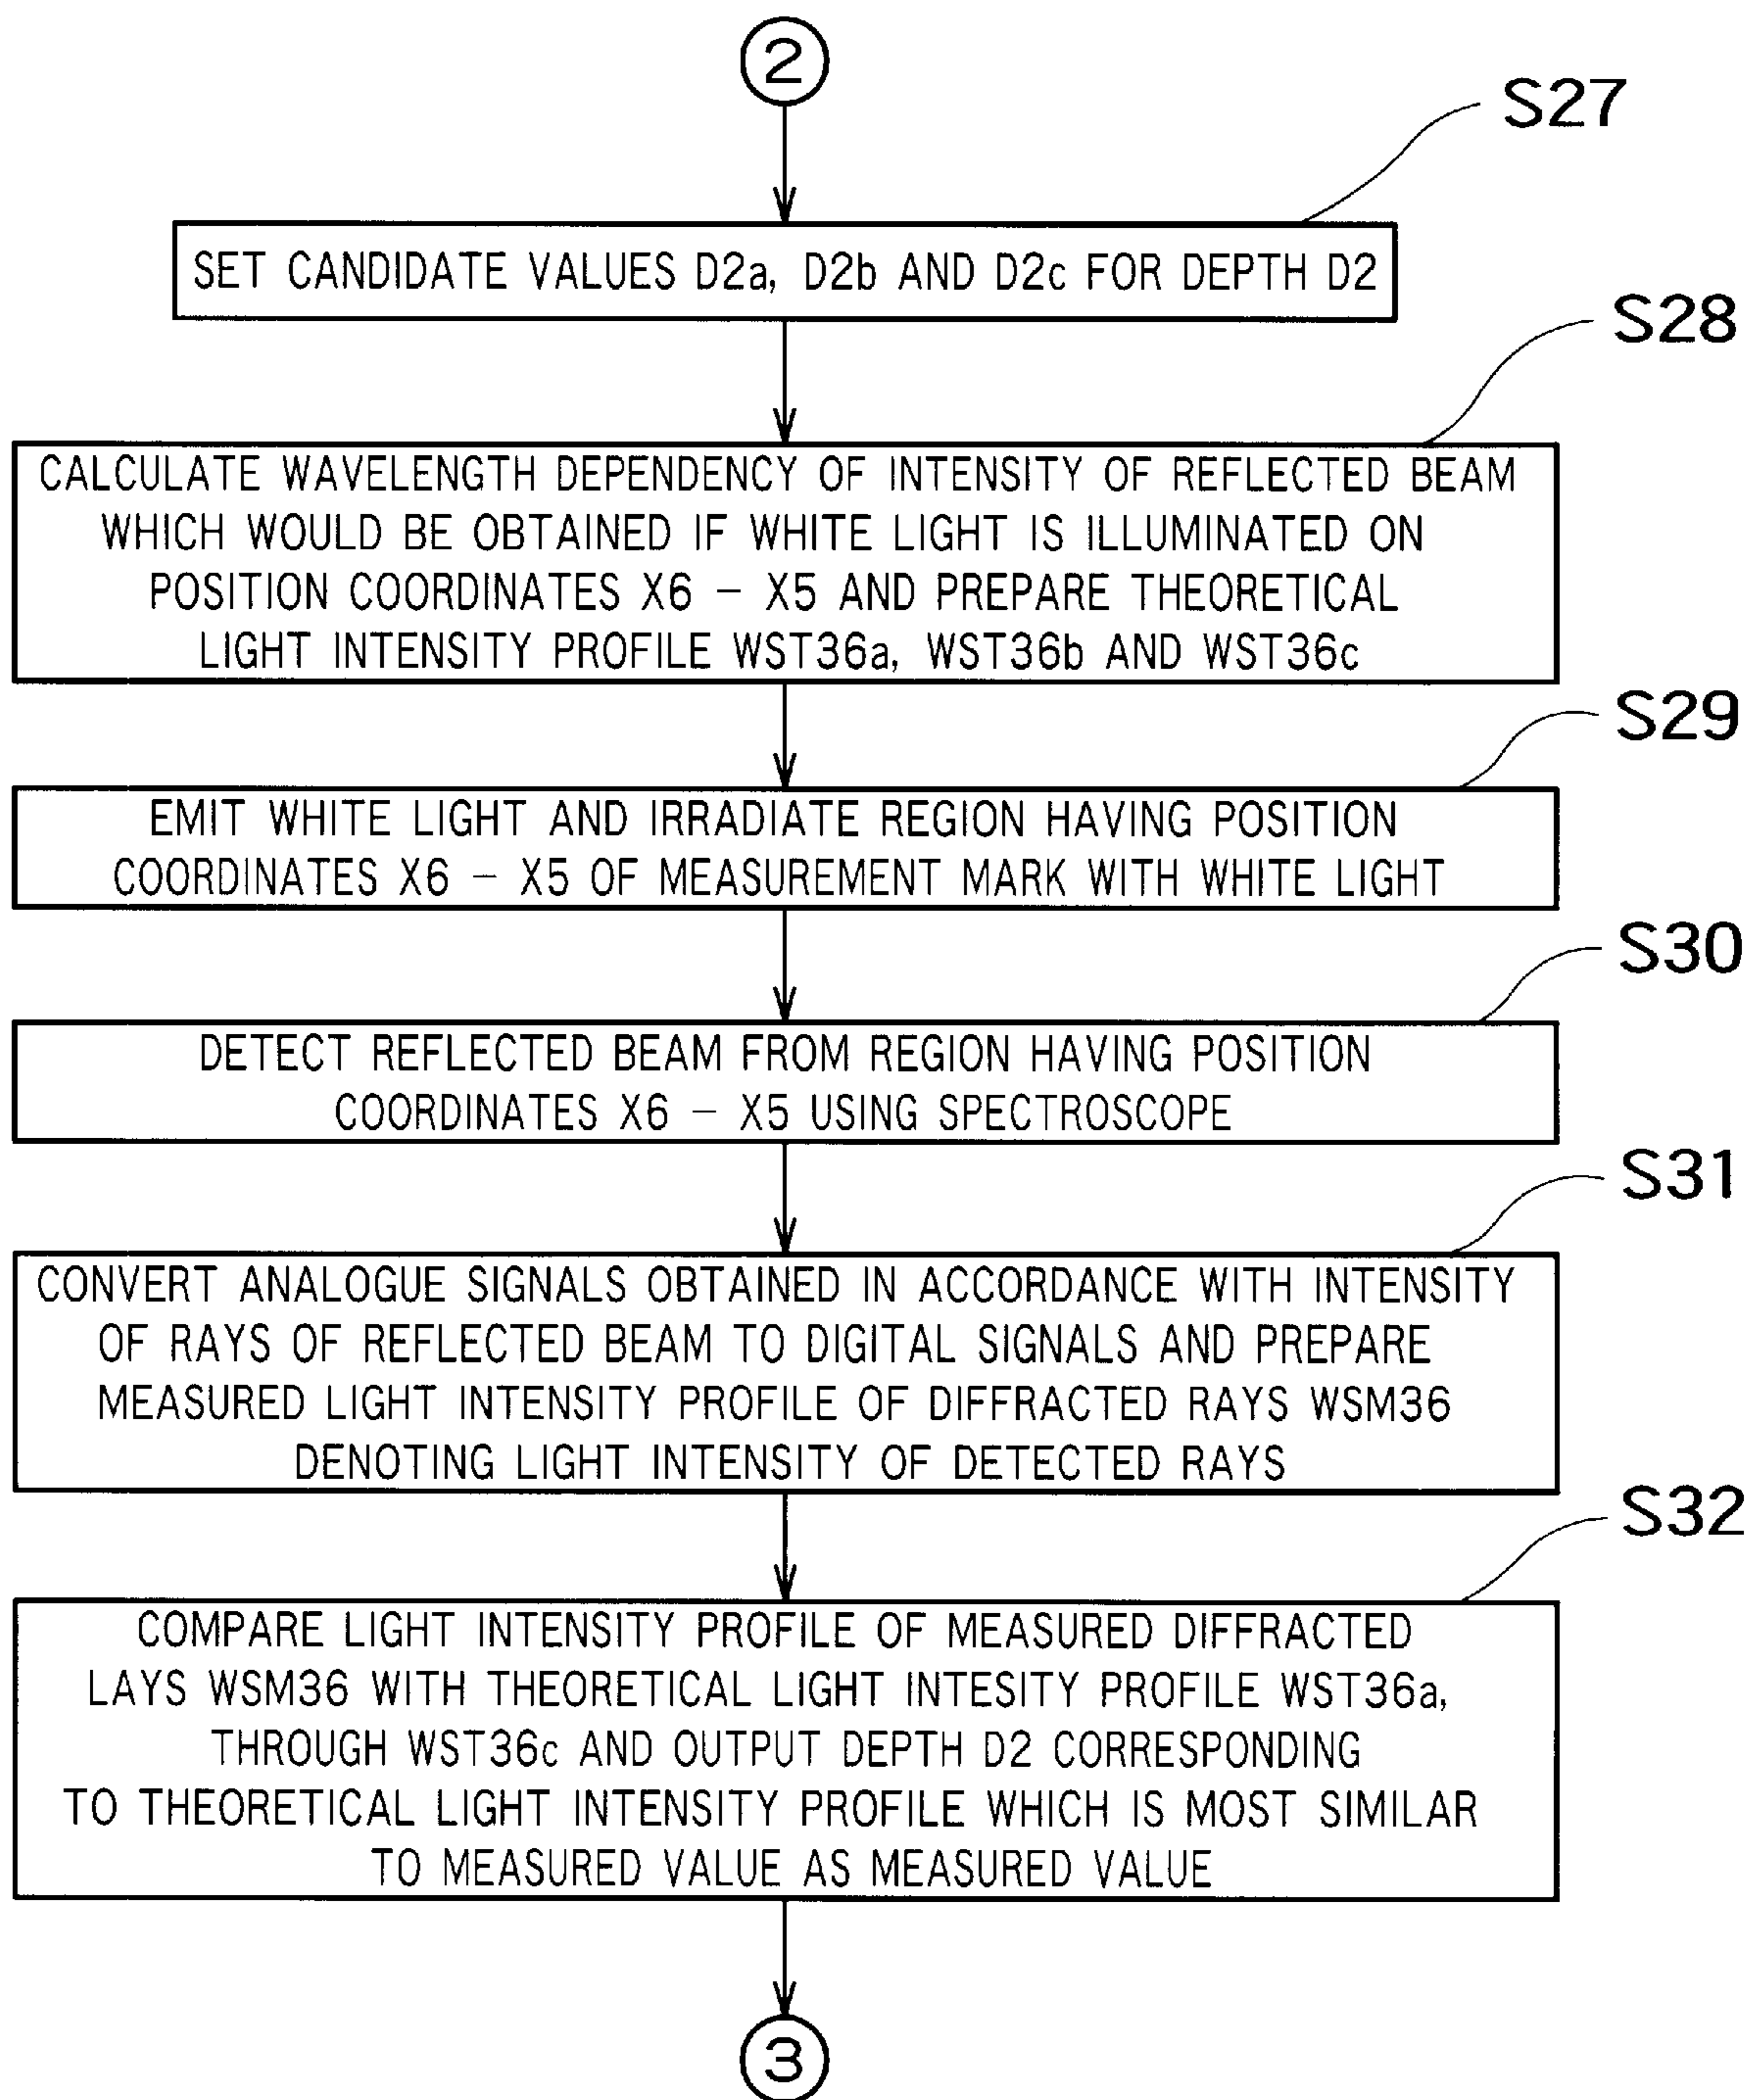 2
S27
SET CANDIDATE VALUES D2a, D2b AND D2c FOR DEPTH D2
S28
CALCULATE WAVELENGTH DEPENDENCY OF INTENSITY OF REFLECTED BEAM
WHICH WOULD BE OBTAINED IF WHITE LIGHT IS ILLUMINATED ON
POSITION COORDINATES X6 – X5 AND PREPARE THEORETICAL
LIGHT INTENSITY PROFILE WST36a, WST36b AND WST36c
S29
EMIT WHITE LIGHT AND IRRADIATE REGION HAVING POSITION
COORDINATES X6 – X5 OF MEASUREMENT MARK WITH WHITE LIGHT
S30
DETECT REFLECTED BEAM FROM REGION HAVING POSITION
COORDINATES X6 – X5 USING SPECTROSCOPE
S31
CONVERT ANALOGUE SIGNALS OBTAINED IN ACCORDANCE WITH INTENSITY
OF RAYS OF REFLECTED BEAM TO DIGITAL SIGNALS AND PREPARE
MEASURED LIGHT INTENSITY PROFILE OF DIFFRACTED RAYS WSM36
DENOTING LIGHT INTENSITY OF DETECTED RAYS
S32
COMPARE LIGHT INTENSITY PROFILE OF MEASURED DIFFRACTED
LAYS WSM36 WITH THEORETICAL LIGHT INTESITY PROFILE WST36a,
THROUGH WST36c AND OUTPUT DEPTH D2 CORRESPONDING
TO THEORETICAL LIGHT INTENSITY PROFILE WHICH IS MOST SIMILAR
TO MEASURED VALUE AS MEASURED VALUE
3